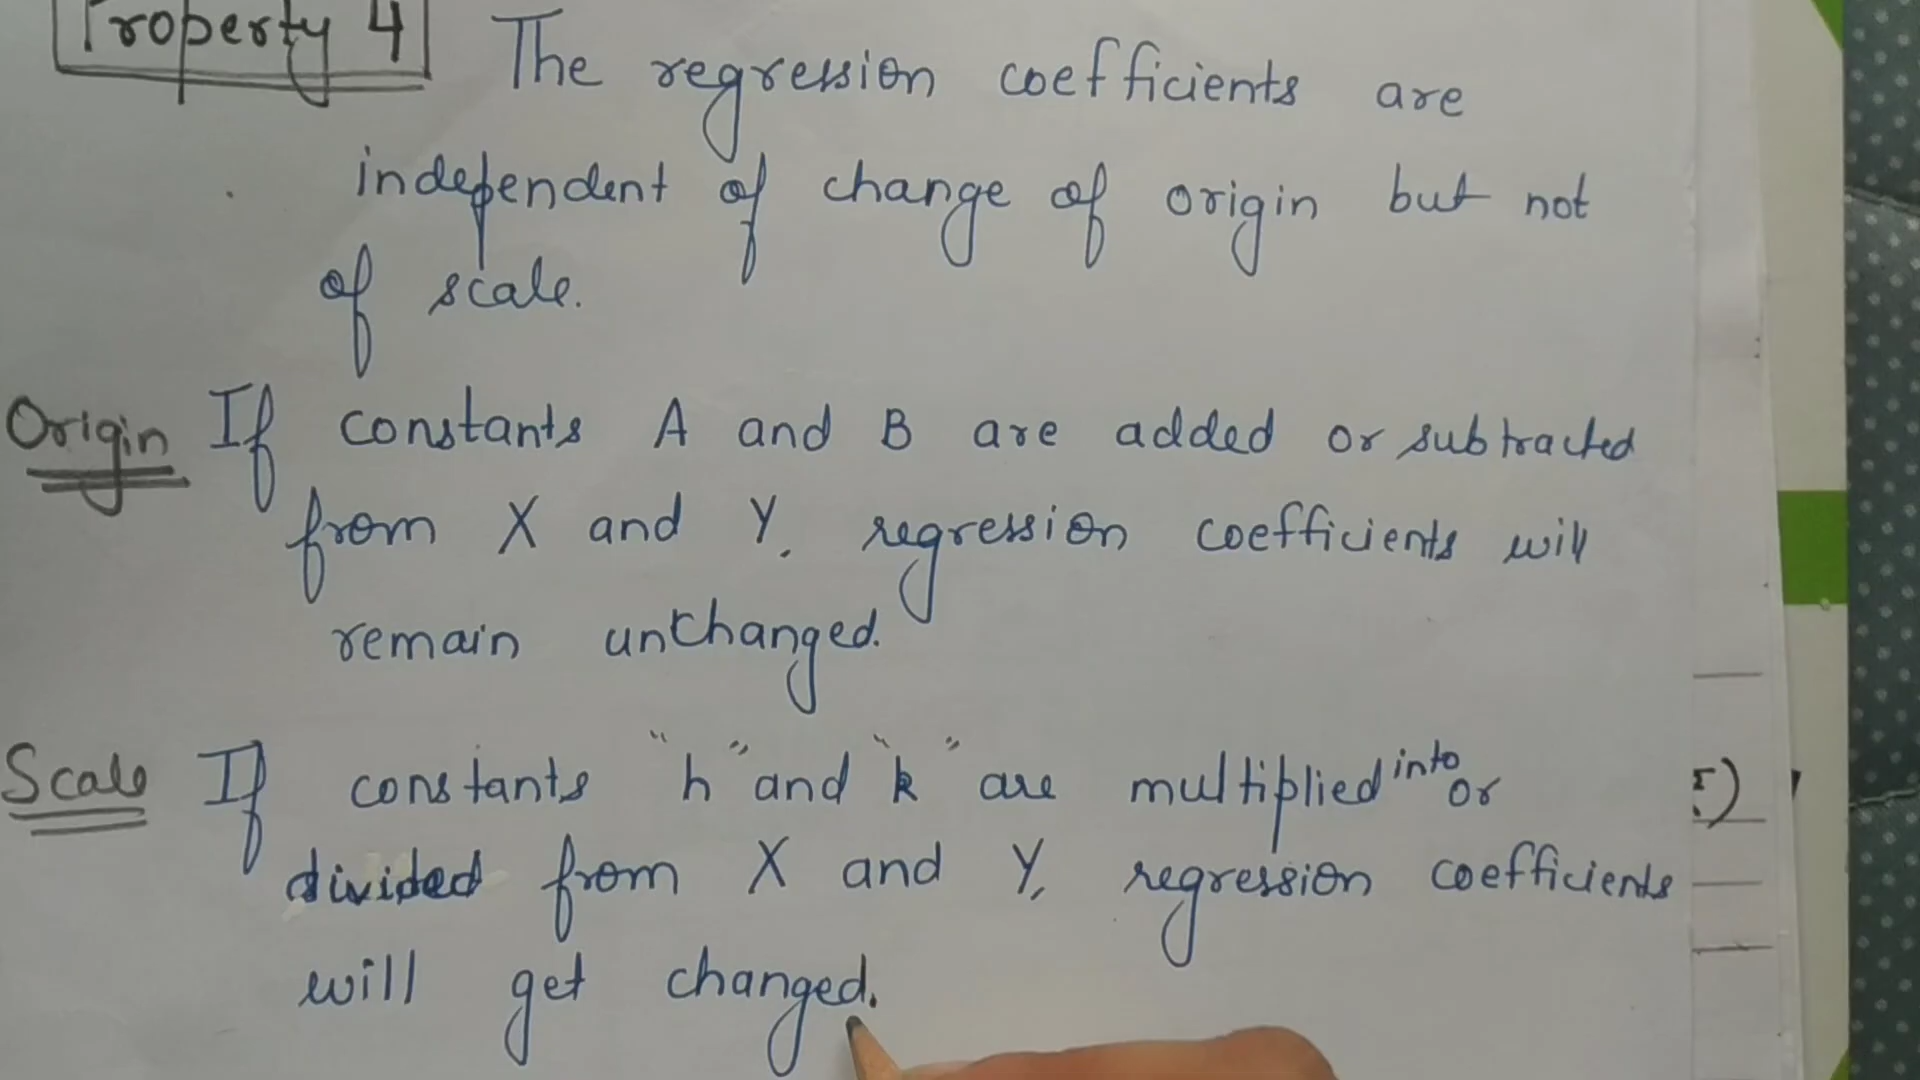 Property 4 The regression coefficients are
independent of change of origin but not
of scale.
Origin If constants A and B are added or subtracted
from X and Y, regression coefficients will
remain unchanged.
Scale If constants "h" and "k" are multiplied into or
divided from X and Y, regression coefficients
will get changed.